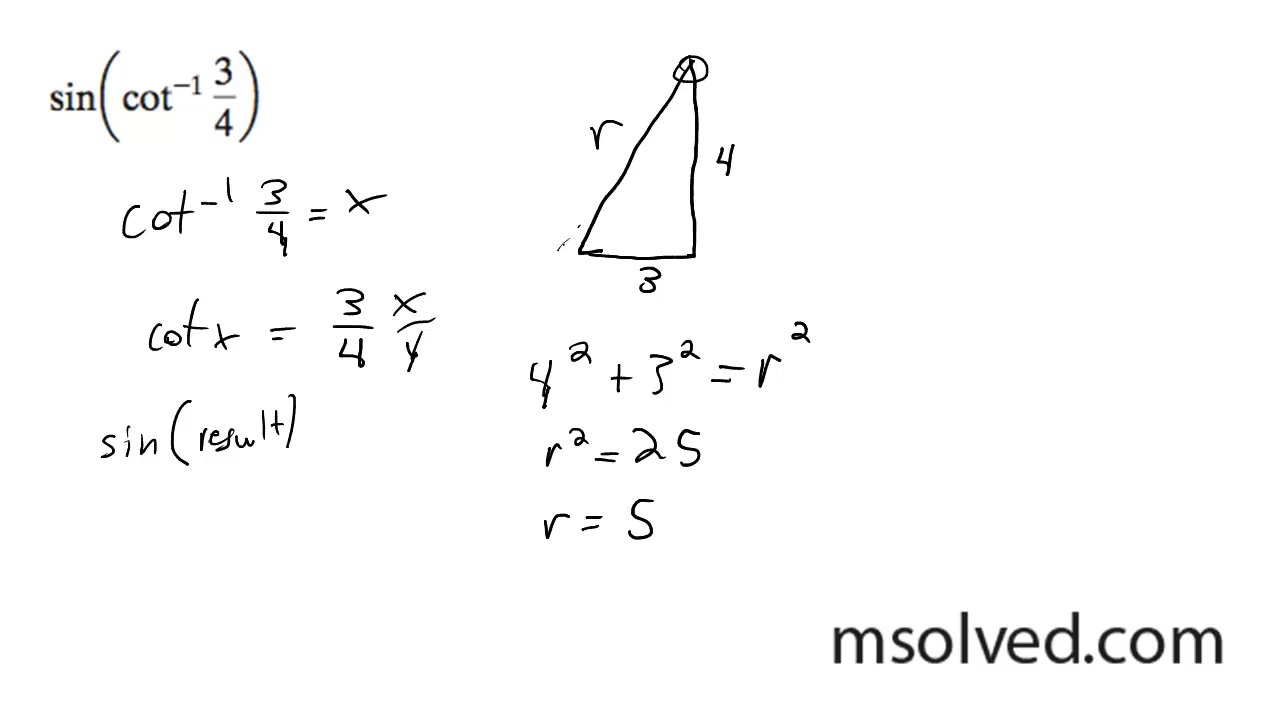 sin(cot⁻¹ 3/4)
cot⁻¹ 3/4 = x
cot x = 3/4 x/y
sin(result)
r
4
3
4² + 3² = r²
r² = 25
r = 5
msolved.com